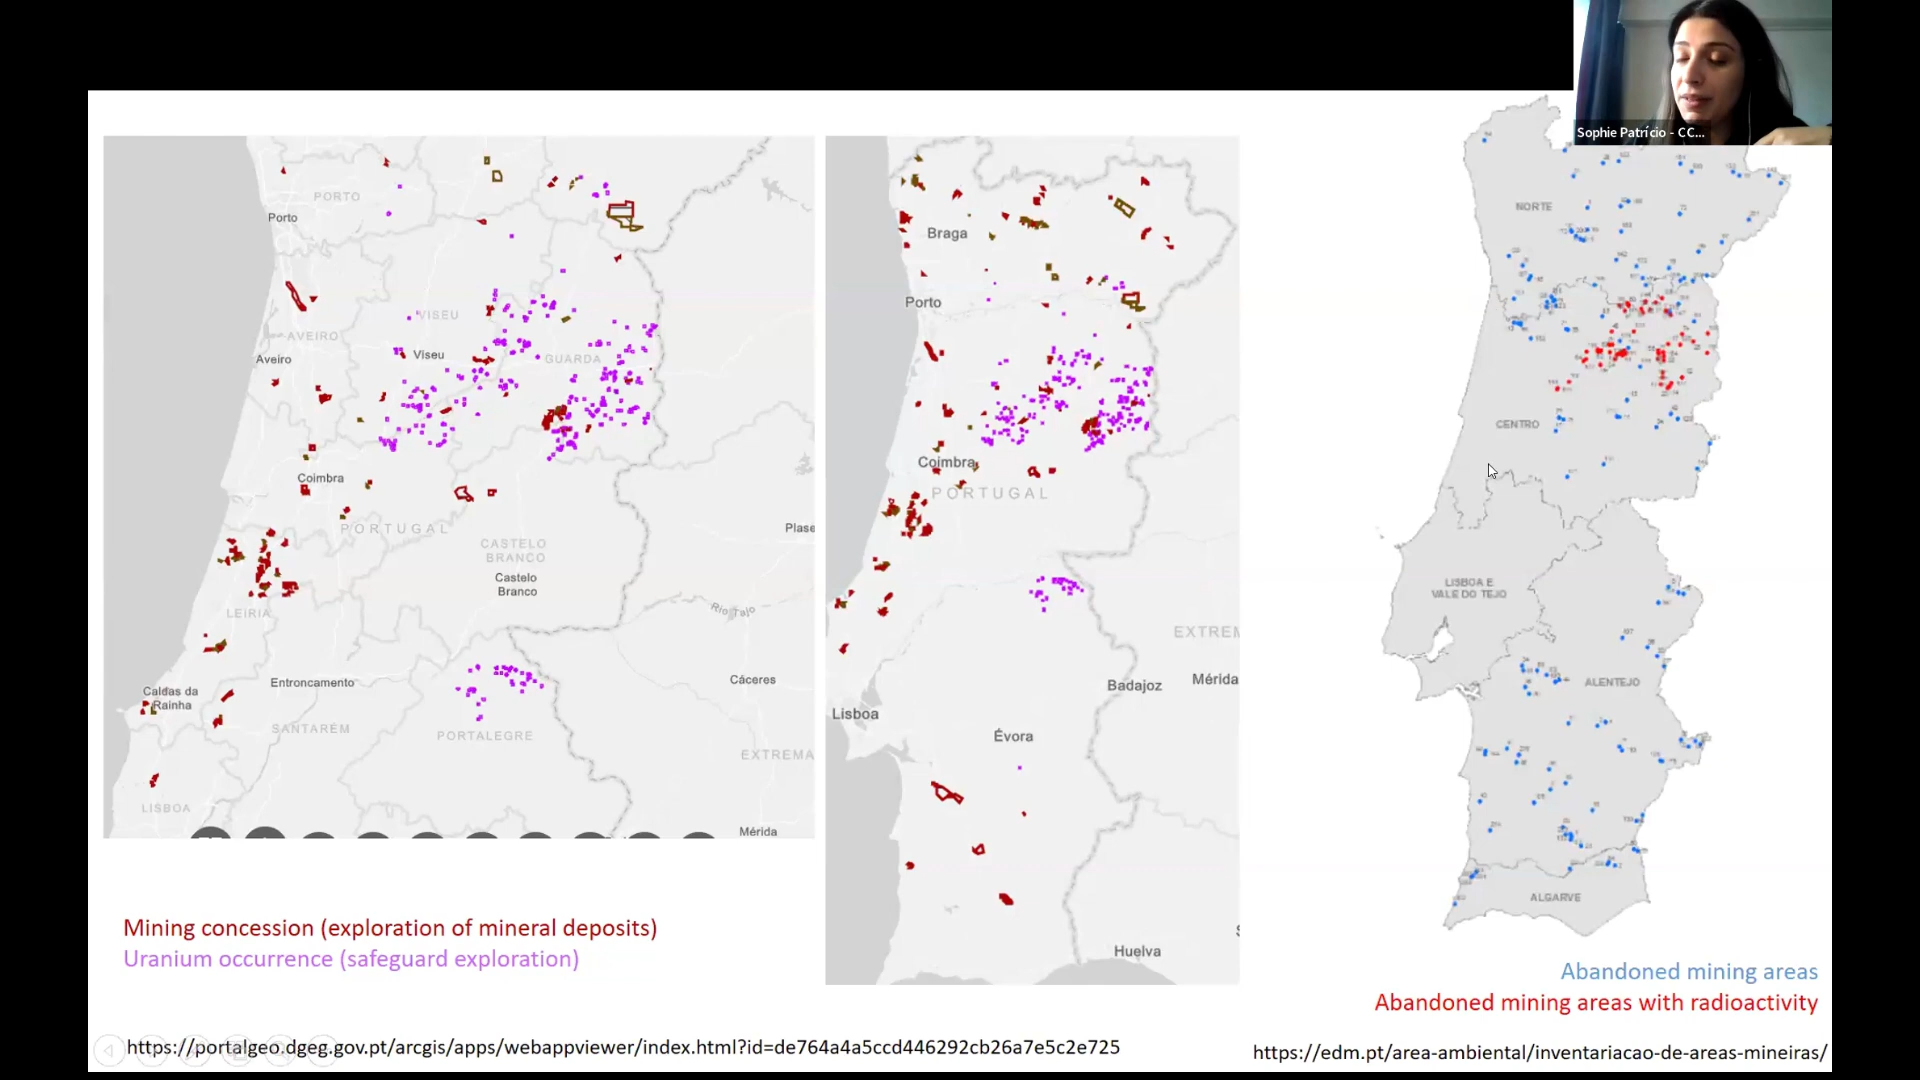 Sophie Patrício - CC...
PORTO
Porto
AVEIRO
Aveiro
VISEU
Viseu
GUARDA
Coimbra
PORTUGAL
CASTELO
BRANCO
Castelo
Branco
Plase
LEIRIA
Rio Tajo
Caldas da
Rainha
Entroncamento
Cáceres
SANTARÉM
PORTALEGRE
EXTREMA
LISBOA
Mérida
Braga
Porto
Coimbra
PORTUGAL
EXTREM
Badajoz
Mérida
Lisboa
Évora
Huelva
NORTE
CENTRO
LISBOA E
VALE DO TEJO
ALENTEJO
ALGARVE
Mining concession (exploration of mineral deposits)
Uranium occurrence (safeguard exploration)
Abandoned mining areas
Abandoned mining areas with radioactivity
https://portalgeo.dgeg.gov.pt/arcgis/apps/webappviewer/index.html?id=de764a4a5ccd446292cb26a7e5c2e725
https://edm.pt/area-ambiental/inventariacao-de-areas-mineiras/